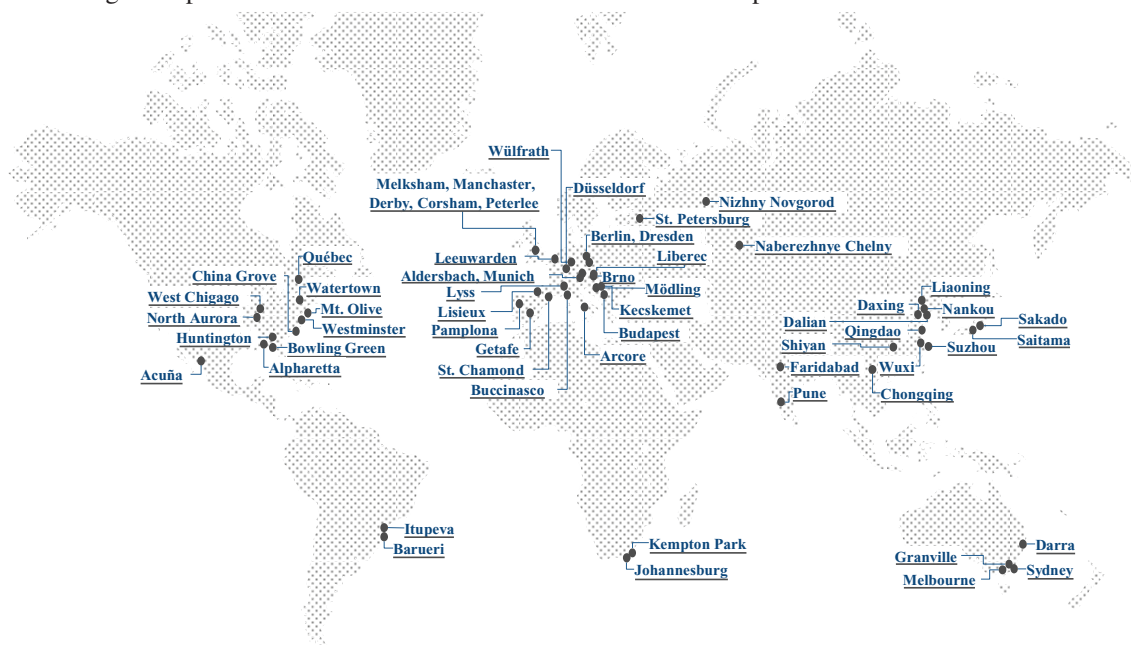 Wülfrath
Melksham, Manchaster,
Derby, Corsham, Peterlee
Düsseldorf
Nizhny Novgorod
St. Petersburg
Berlin, Dresden
Naberezhnye Chelny
Leeuwarden
Liberec
Québec
China Grove
Aldersbach, Munich
Brno
Watertown
Lyss
Mödling
Liaoning
West Chigago
Mt. Olive
Lisieux
Kecskemet
Daxing
Nankou
North Aurora
Westminster
Pamplona
Budapest
Dalian
Qingdao
Sakado
Huntington
Bowling Green
Getafe
Arcore
Shiyan
Suzhou
Saitama
Acuña
Alpharetta
St. Chamond
Faridabad
Wuxi
Buccinasco
Pune
Chongqing
Itupeva
Barueri
Kempton Park
Johannesburg
Darra
Granville
Melbourne
Sydney